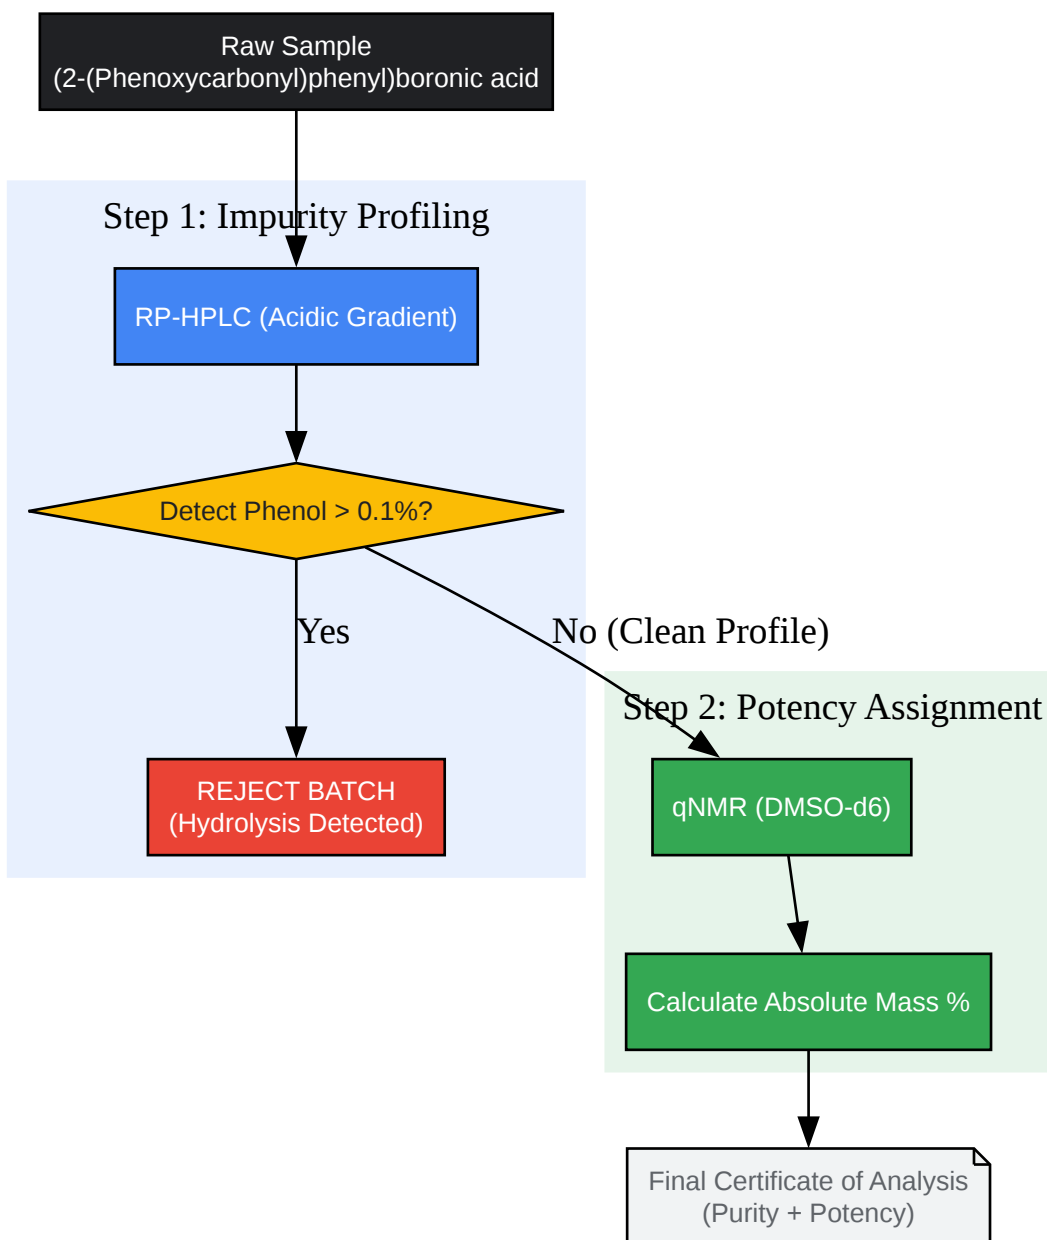 Raw Sample
(2-(Phenoxycarbonyl)phenyl)boronic acid
Step 1: Impurity Profiling
RP-HPLC (Acidic Gradient)
Detect Phenol > 0.1%?
Yes
No (Clean Profile)
Step 2: Potency Assignment
REJECT BATCH
(Hydrolysis Detected)
qNMR (DMSO-d6)
Calculate Absolute Mass %
Final Certificate of Analysis
(Purity + Potency)